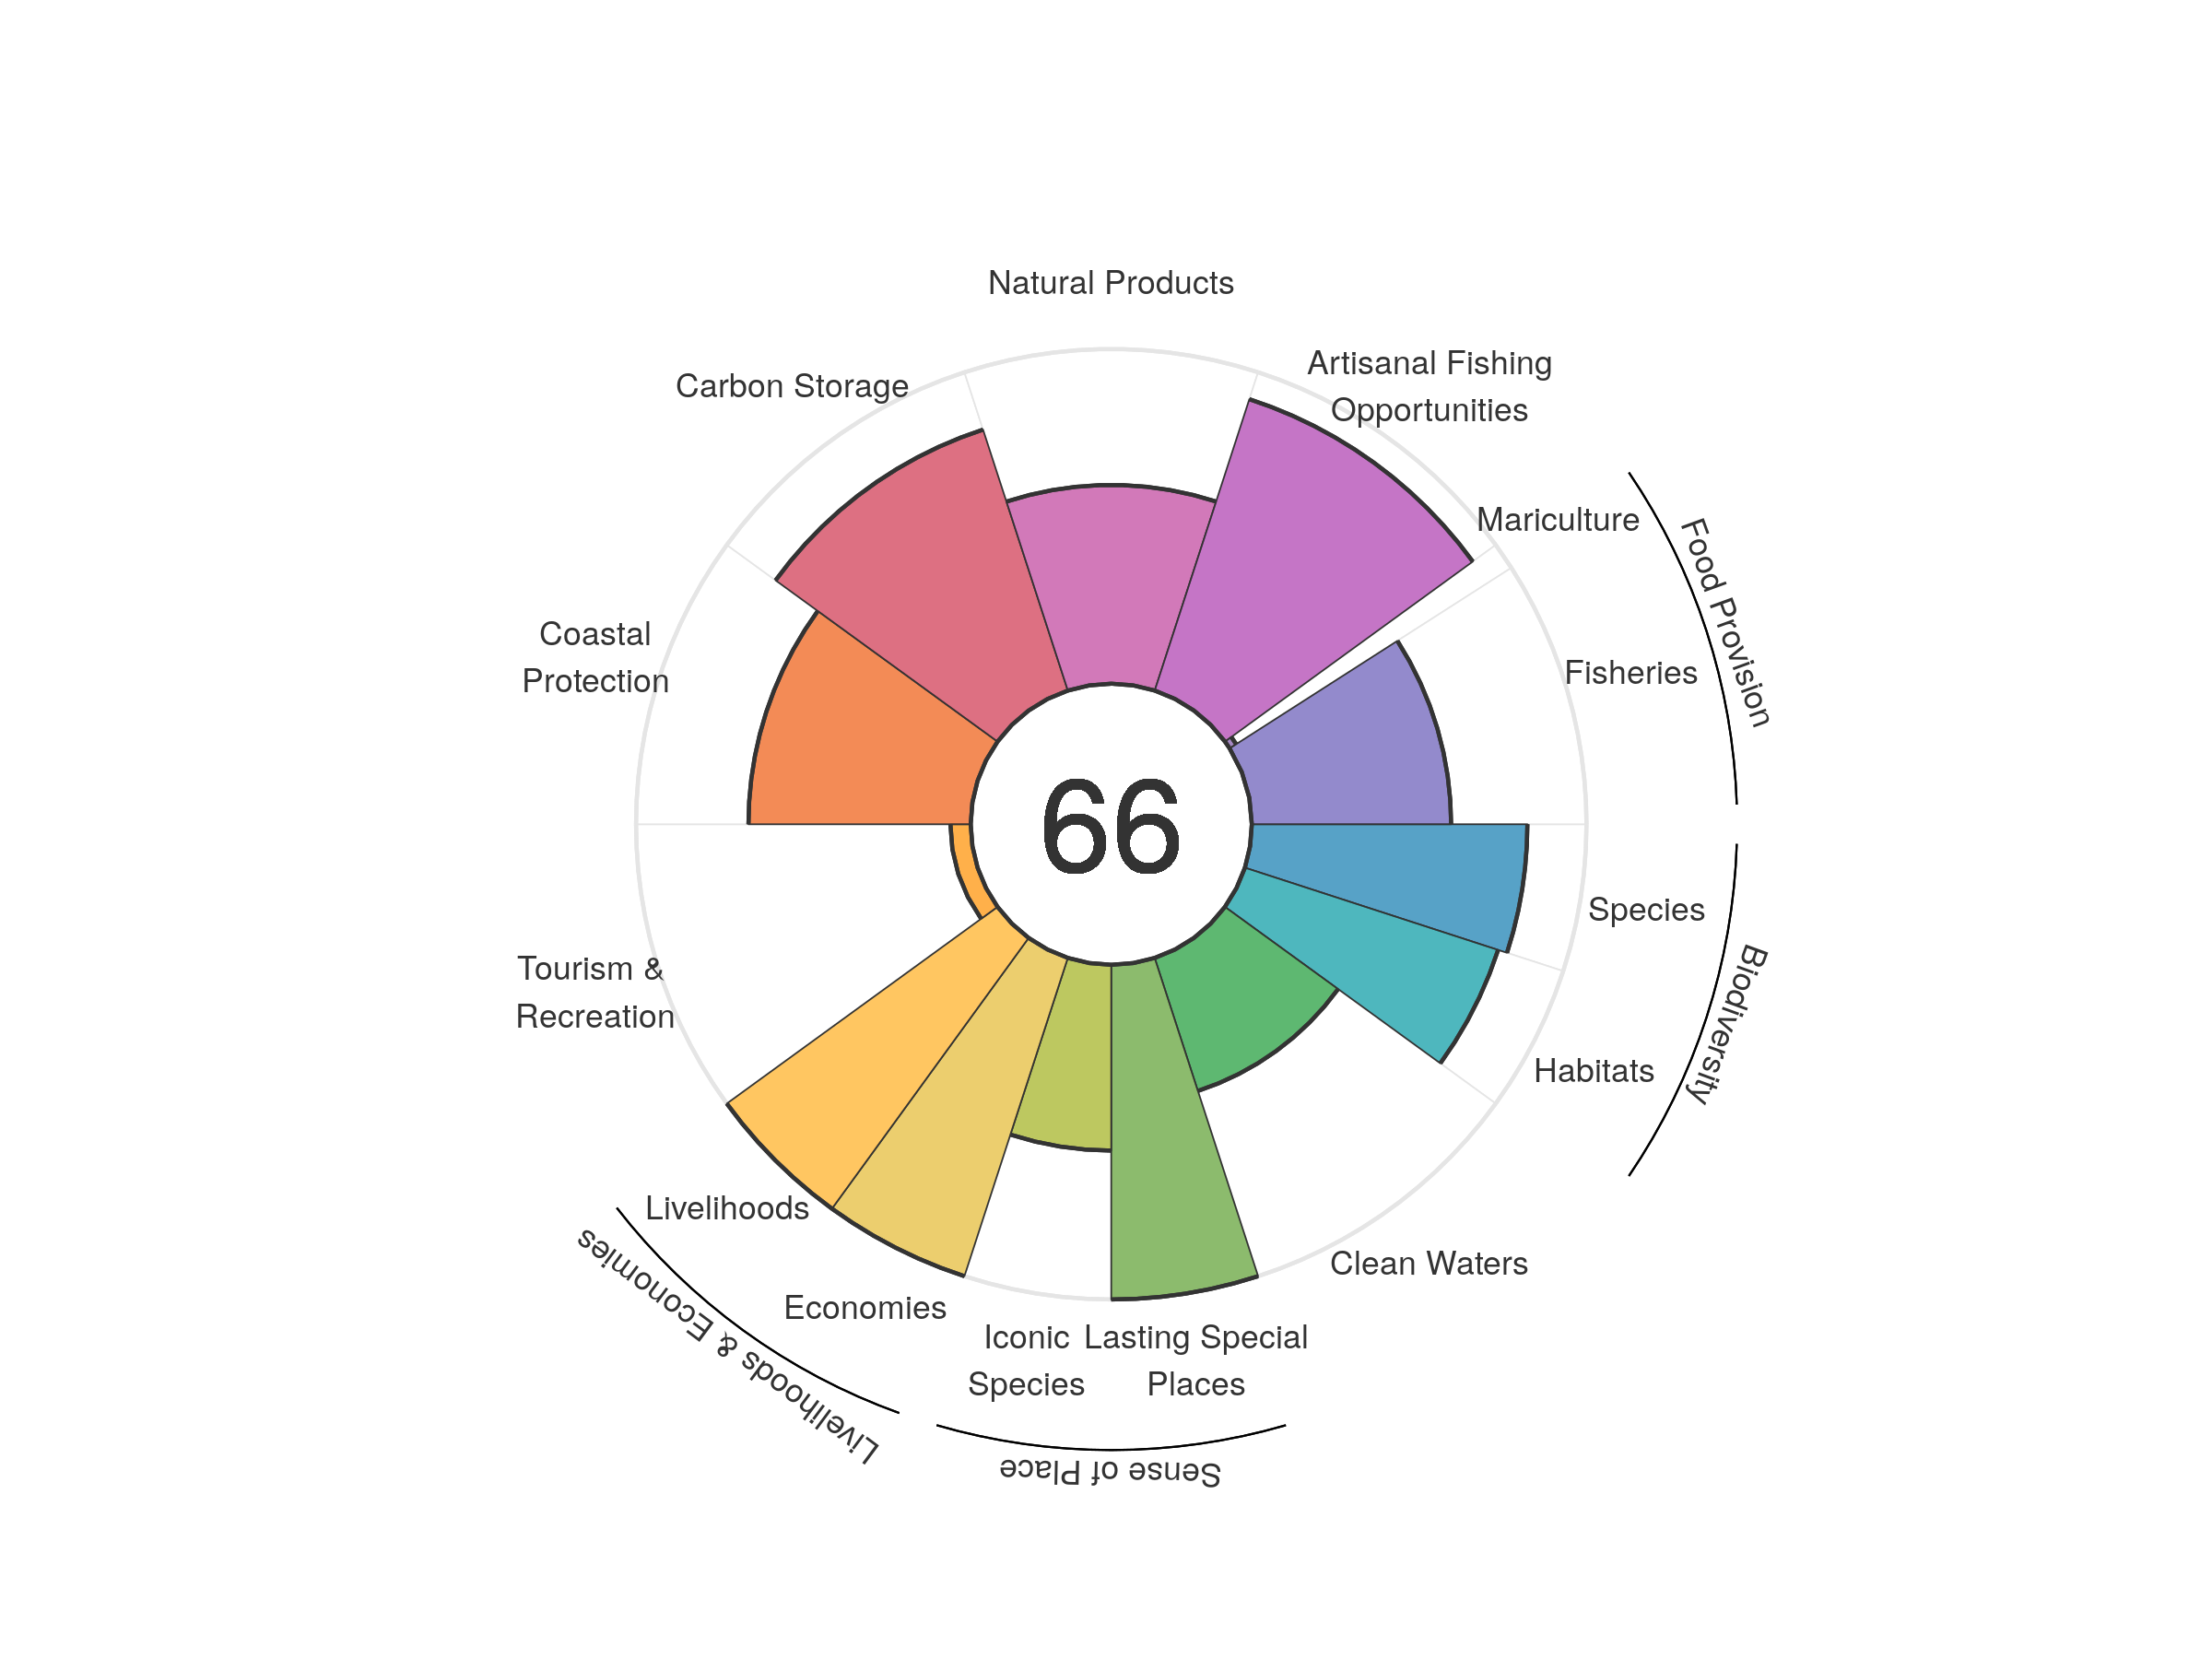 Natural Products
Artisanal Fishing
Opportunities
Carbon Storage
Mariculture
Food Provision
Fisheries
Coastal
Protection
66
Species
Biodiversity
Tourism &
Recreation
Habitats
Livelihoods
Clean Waters
Livelihoods & Economies
Economies
Iconic
Species
Lasting Special
Places
Sense of Place